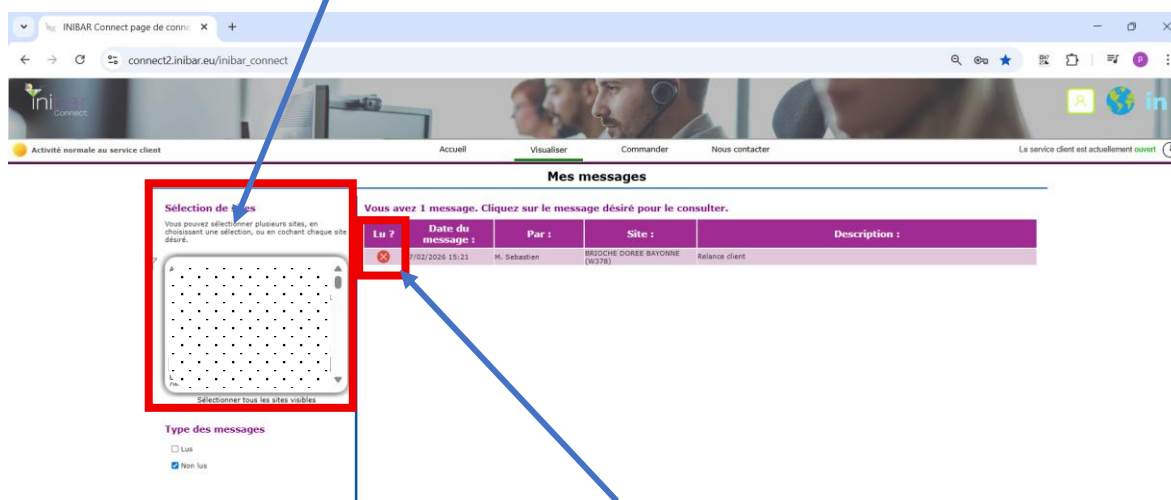 INIBAR Connect page de conne
connect2.inibar.eu/inibar_connect
inibar
Connect
Activité normale au service client
Accueil
Visualiser
Commander
Nous contacter
Le service client est actuellement ouvert
Mes messages
Sélection de
Vous pouvez sélectionner plusieurs sites, en
choisissant une sélection, ou en cochant chaque site
désiré.
Sélectionner tous les sites visibles
Type des messages
Lus
Non lus
Vous avez 1 message. Cliquez sur le message désiré pour le consulter.
Lu ?
Date du
message :
Par :
Site :
Description :
7/02/2026 15:21
H. Sebastien
BRIOCHE DOREE BAYONNE
(W378)
Relance client
in
P